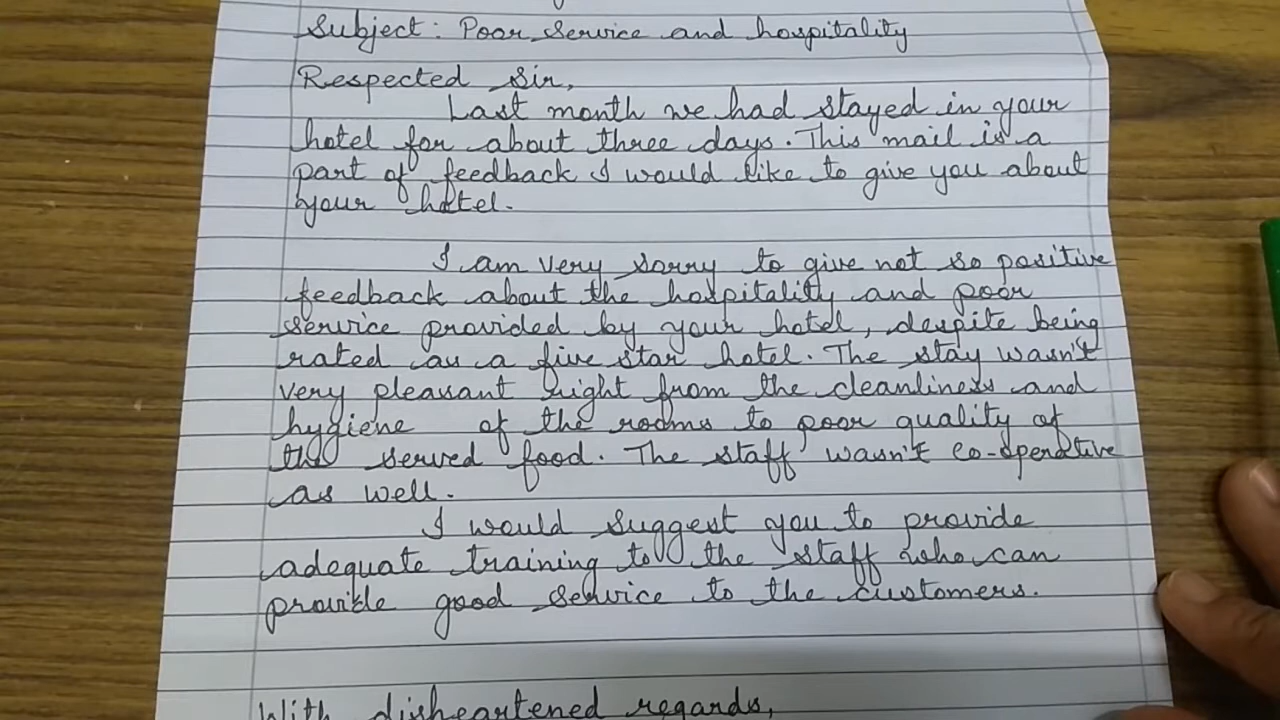 Subject: Poor service and hospitality
Respected Sir,
Last month we had stayed in your
hotel for about three days. This mail is a
part of feedback I would like to give you about
your hotel.
I am very sorry to give not so positive
feedback about the hospitality and poor
service provided by your hotel, despite being
rated as a five star hotel. The stay wasn't
very pleasant right from the cleanliness and
hygiene of the rooms to poor quality of
the served food. The staff wasn't co-operative
as well.
I would suggest you to provide
adequate training to the staff who can
provide good service to the customers.
With disheartened regards,